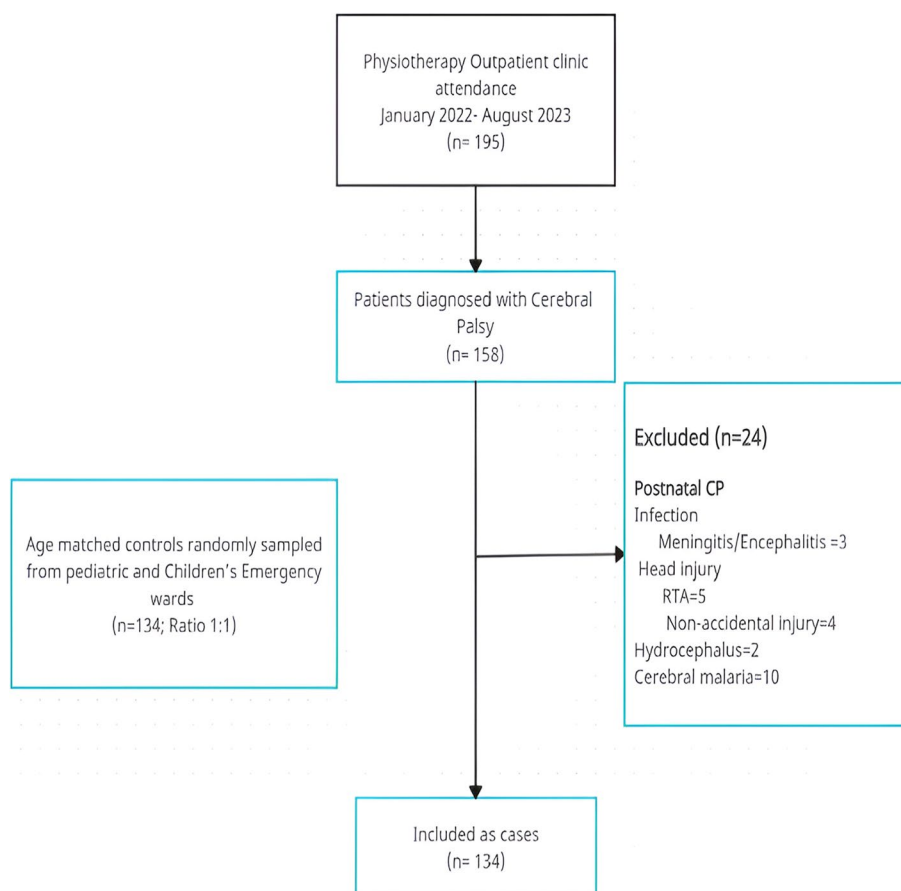 Physiotherapy Outpatient clinic
attendance
January 2022- August 2023
(n= 195)
Patients diagnosed with Cerebral
Palsy
(n= 158)
Excluded (n=24)
Postnatal CP
Infection
Meningitis/Encephalitis =3
Head injury
RTA=5
Non-accidental injury=4
Hydrocephalus=2
Cerebral malaria=10
Age matched controls randomly sampled
from pediatric and Children's Emergency
wards
(n=134; Ratio 1:1)
Included as cases
(n= 134)